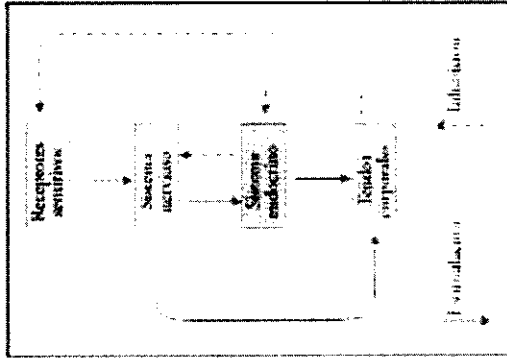 Receptores
sensitivos
Sistema
nervioso
Sistema
endocrino
Tejidos
corporales